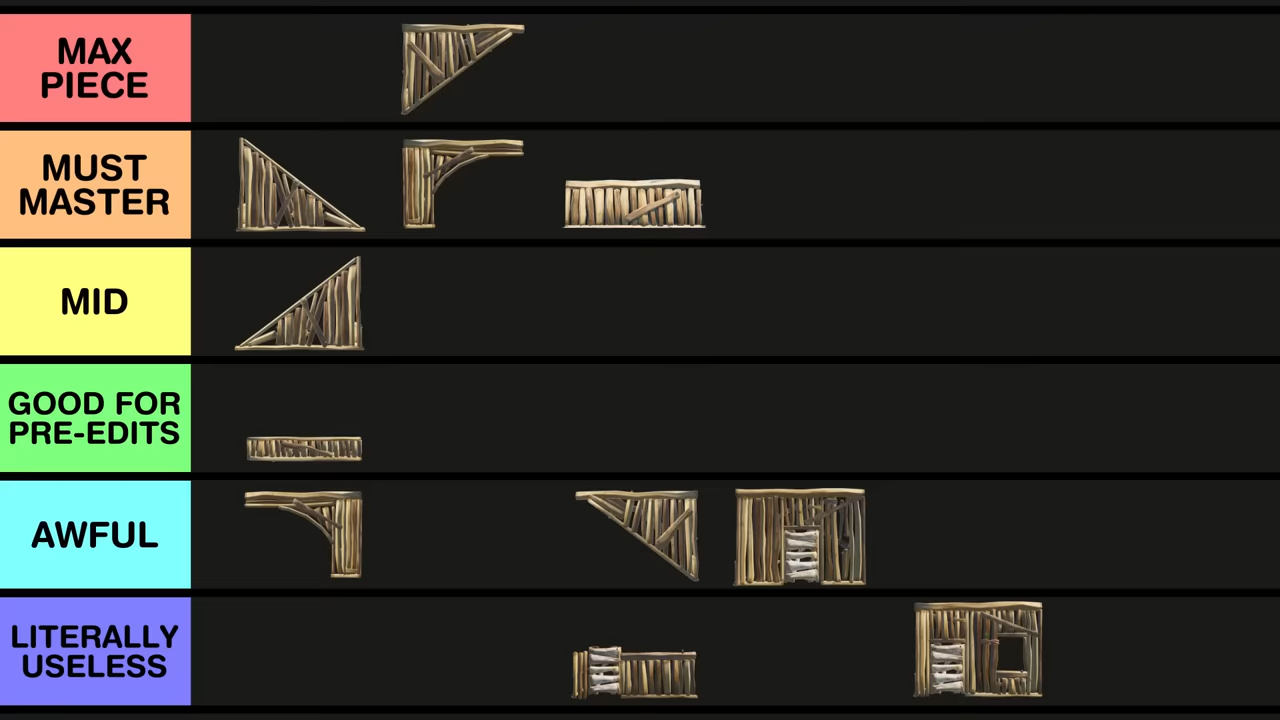 MAX
PIECE
MUST
MASTER
MID
GOOD FOR
PRE-EDITS
AWFUL
LITERALLY
USELESS